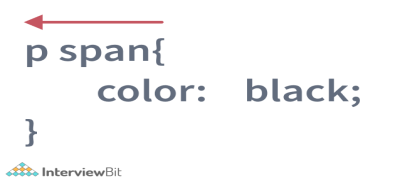 p span{
color: black;
}
InterviewBit